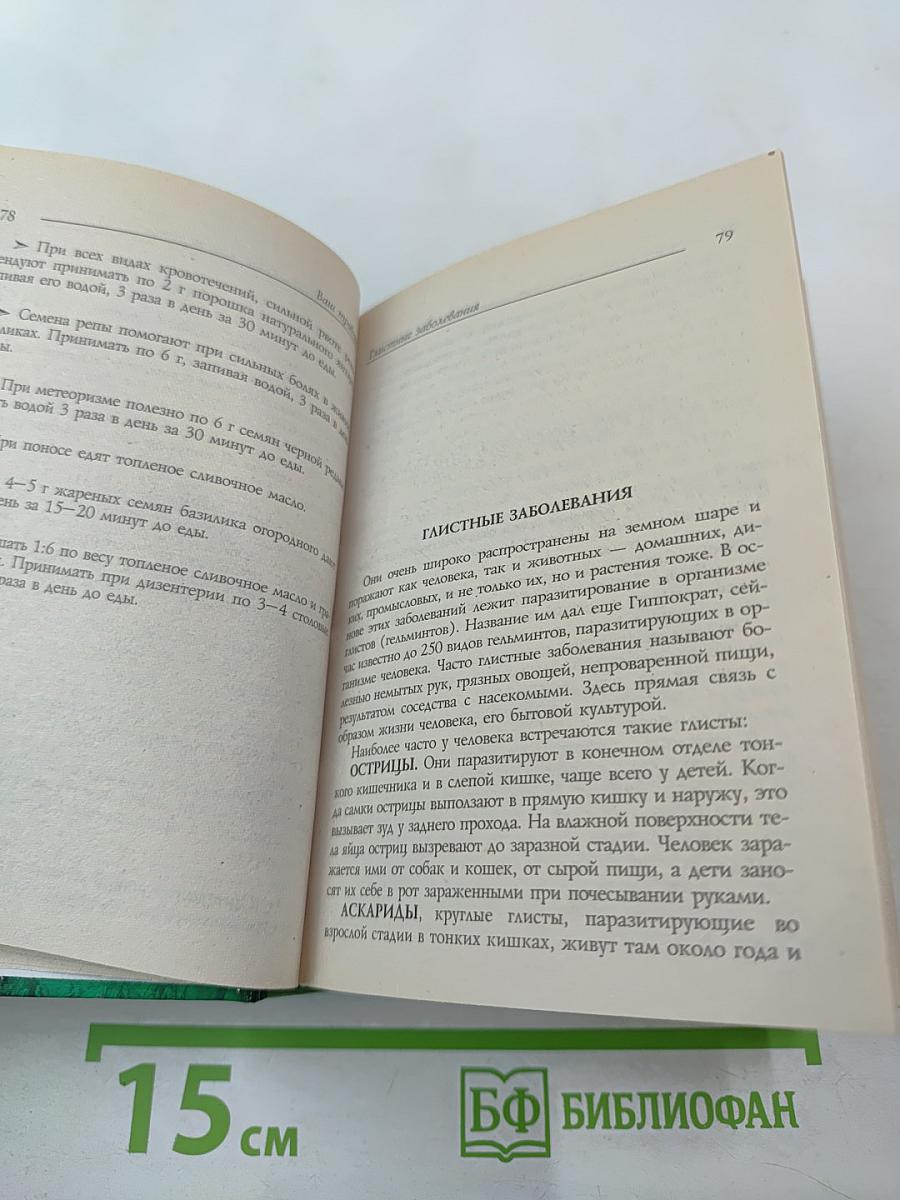 78
Ваш
➤ При всех видах кровотечений, сильной рвоте
ендуют принимать по 2 г порошка натурального
пивая его водой, 3 раза в день за 30 минут до еды.
➤ Семена репы помогают при сильных болях в
ликах. Принимать по 6 г, запивая водой, 3 раза в день
ы.
При метеоризме полезно по 6 г семян черной
ть водой 3 раза в день за 30 минут до еды.
ри поносе едят топленое сливочное масло.
4—5 г жареных семян базилика огородного
ень за 15—20 минут до еды.
шать 1:6 по весу топленое сливочное масло и
. Принимать при дизентерии по 3—4 столовые
раза в день до еды.
79
Глистные заболевания
ГЛИСТНЫЕ ЗАБОЛЕВАНИЯ
Они очень широко распространены на земном шаре и
поражают как человека, так и животных — домашних, ди-
ких, промысловых, и не только их, но и растения тоже. В ос-
нове этих заболеваний лежит паразитирование в организме
глистов (гельминтов). Название им дал еще Гиппократ, сей-
час известно до 250 видов гельминтов, паразитирующих в ор-
ганизме человека. Часто глистные заболевания называют бо-
лезнью немытых рук, грязных овощей, непроваренной пищи,
результатом соседства с насекомыми. Здесь прямая связь с
образом жизни человека, его бытовой культурой.
Наиболее часто у человека встречаются такие глисты:
ОСТРИЦЫ. Они паразитируют в конечном отделе тон-
кого кишечника и в слепой кишке, чаще всего у детей. Ког-
да самки острицы выползают в прямую кишку и наружу, это
вызывает зуд у заднего прохода. На влажной поверхности те-
ла яйца остриц вызревают до заразной стадии. Человек зара-
жается ими от собак и кошек, от сырой пищи, а дети зано-
сят их себе в рот зараженными при почесывании руками.
АСКАРИДЫ, круглые глисты, паразитирующие во
взрослой стадии в тонких кишках, живут там около года и
15 см
БФ БИБЛИОФАН